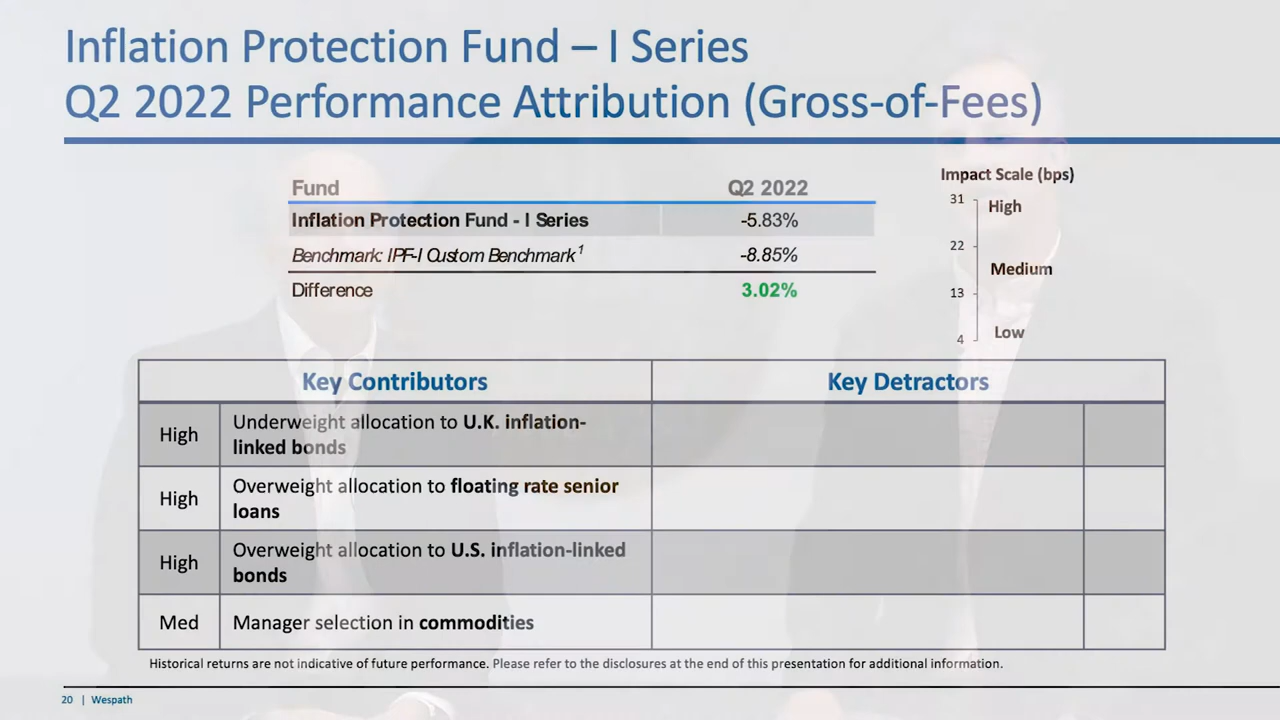 Inflation Protection Fund – I Series
Q2 2022 Performance Attribution (Gross-of-Fees)
Fund Q2 2022
Inflation Protection Fund - I Series -5.83%
Benchmark: IPF-I Custom Benchmark¹ -8.85%
Difference 3.02%
Impact Scale (bps)
31 High
22
Medium
13
Low
4
Key Contributors Key Detractors
High Underweight allocation to U.K. inflation-
linked bonds
High Overweight allocation to floating rate senior
loans
High Overweight allocation to U.S. inflation-linked
bonds
Med Manager selection in commodities
Historical returns are not indicative of future performance. Please refer to the disclosures at the end of this presentation for additional information.
20 | Wespath